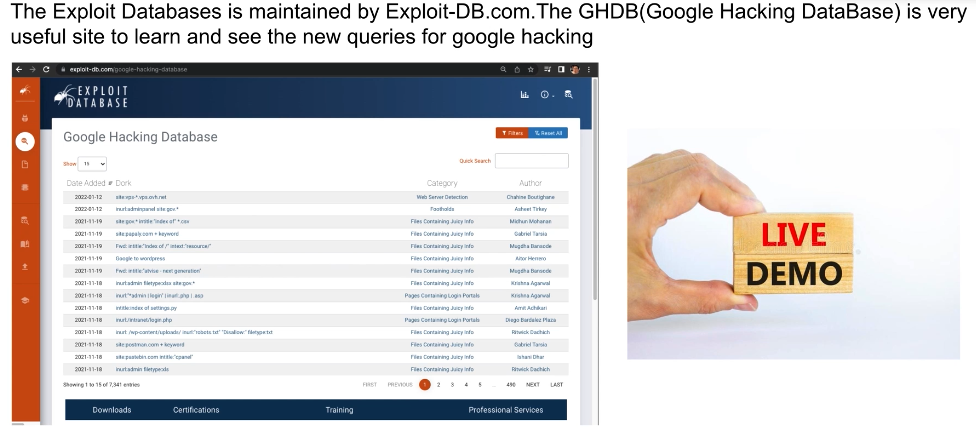 The Exploit Databases is maintained by Exploit-DB.com.The GHDB(Google Hacking DataBase) is very
useful site to learn and see the new queries for google hacking
exploit-db.com/google-hacking-database
EXPLOIT
DATABASE
Google Hacking Database
Filters Reset All
Show 15
Quick Search
Date Added Dork Category Author
2022-01-12 site:vps-*.vps.ovh.net Web Server Detection Chahine Boutighane
2022-01-12 inurl:adminpanel site:gov.* Footholds Ashwet Tirkey
2021-11-19 site:gov.* intitle:"index of" *.csv Files Containing Juicy Info Midhun Mohanan
2021-11-19 site:papaly.com + keyword Files Containing Juicy Info Gabriel Tarsia
2021-11-19 Fwd: intitle:"index of /" intext:"resource/" Files Containing Juicy Info Mugdha Bansode
2021-11-19 Google to wordpress Files Containing Juicy Info Aitor Herrero
2021-11-19 Fwd: intitle:"atvise - next generation" Files Containing Juicy Info Mugdha Bansode
2021-11-18 inurl:admin filetype:xlsx site:gov.* Files Containing Juicy Info Krishna Agarwal
2021-11-18 inurl:"*admin | login" | inurl:.php | .asp Pages Containing Login Portals Krishna Agarwal
2021-11-18 intitle:index of settings.py Files Containing Juicy Info Amit Adhikari
2021-11-18 inurl:/intranet/login.php Pages Containing Login Portals Diego Bardalez Plaza
2021-11-18 inurl: /wp-content/uploads/ inurl:"robots.txt" "Disallow:" filetype:txt Files Containing Juicy Info Ritwick Dadhich
2021-11-18 site:postman.com + keyword Files Containing Juicy Info Gabriel Tarsia
2021-11-18 site:pastebin.com intitle:"cpanel" Files Containing Juicy Info Ishani Dhar
2021-11-18 inurl:admin filetype:xls Files Containing Juicy Info Ritwick Dadhich
Showing 1 to 15 of 7,341 entries
FIRST PREVIOUS 1 2 3 4 5 ... 490 NEXT LAST
Downloads Certifications Training Professional Services
LIVE
DEMO